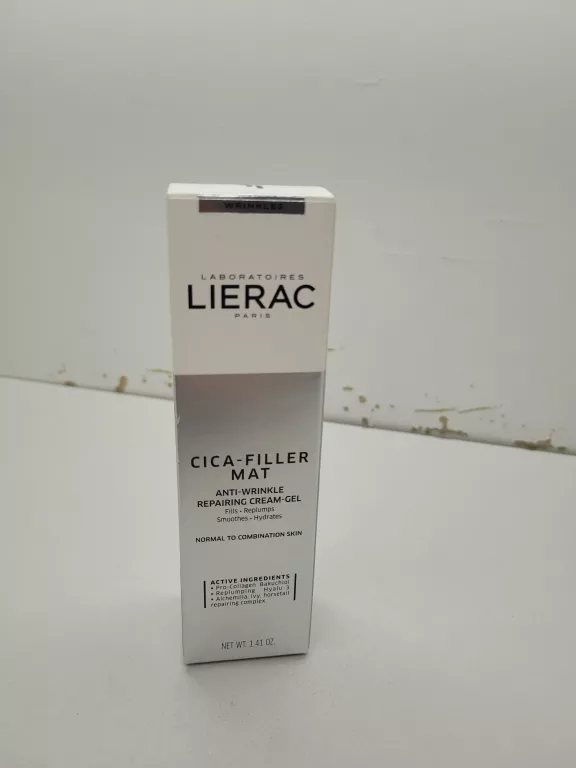 WRINKLES
LABORATOIRES
LIERAC
PARIS
CICA-FILLER
MAT
ANTI-WRINKLE
REPAIRING CREAM-GEL
Fills - Replumps
Smoothes - Hydrates
NORMAL TO COMBINATION SKIN
ACTIVE INGREDIENTS
• Pro-Collagen Bakuchiol
• Replumping Hyalu-3
• Alchemilla, ivy, horsetail
repairing complex
NET WT. 1.41 OZ.